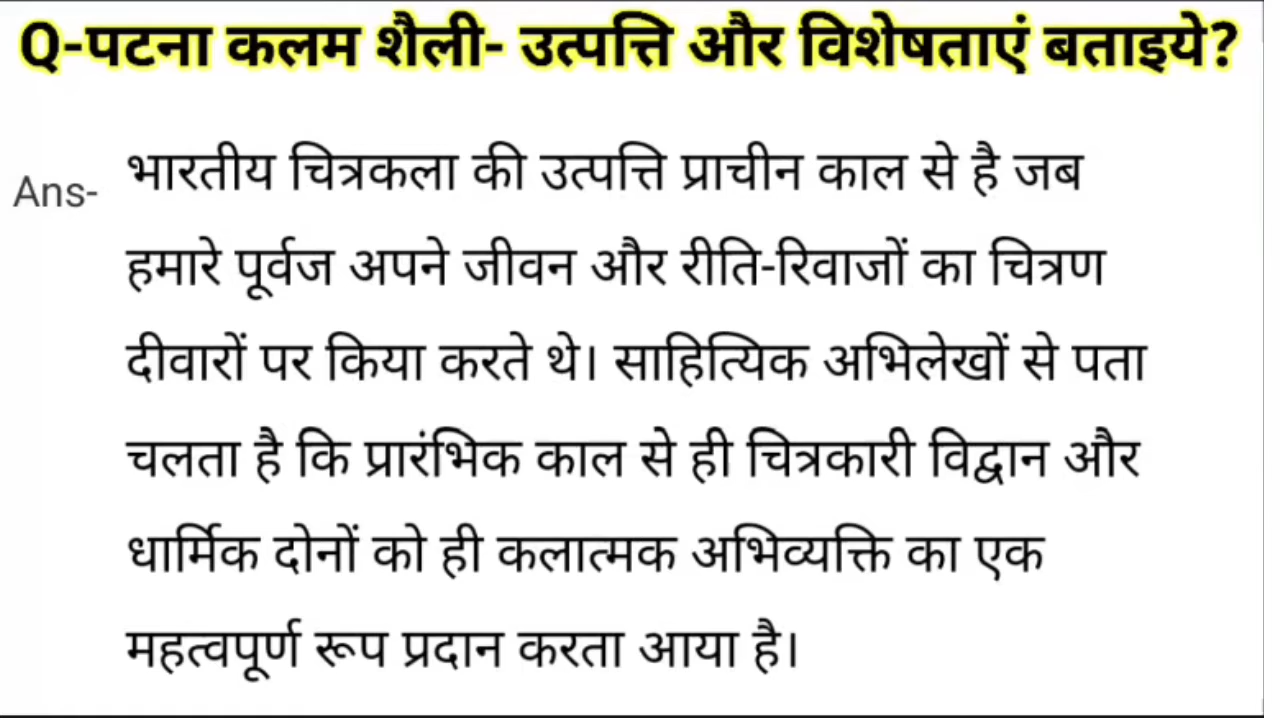 Q-पटना कलम शैली- उत्पत्ति और विशेषताएं बताइये?
Ans- भारतीय चित्रकला की उत्पत्ति प्राचीन काल से है जब
हमारे पूर्वज अपने जीवन और रीति-रिवाजों का चित्रण
दीवारों पर किया करते थे। साहित्यिक अभिलेखों से पता
चलता है कि प्रारंभिक काल से ही चित्रकारी विद्वान और
धार्मिक दोनों को ही कलात्मक अभिव्यक्ति का एक
महत्वपूर्ण रूप प्रदान करता आया है।